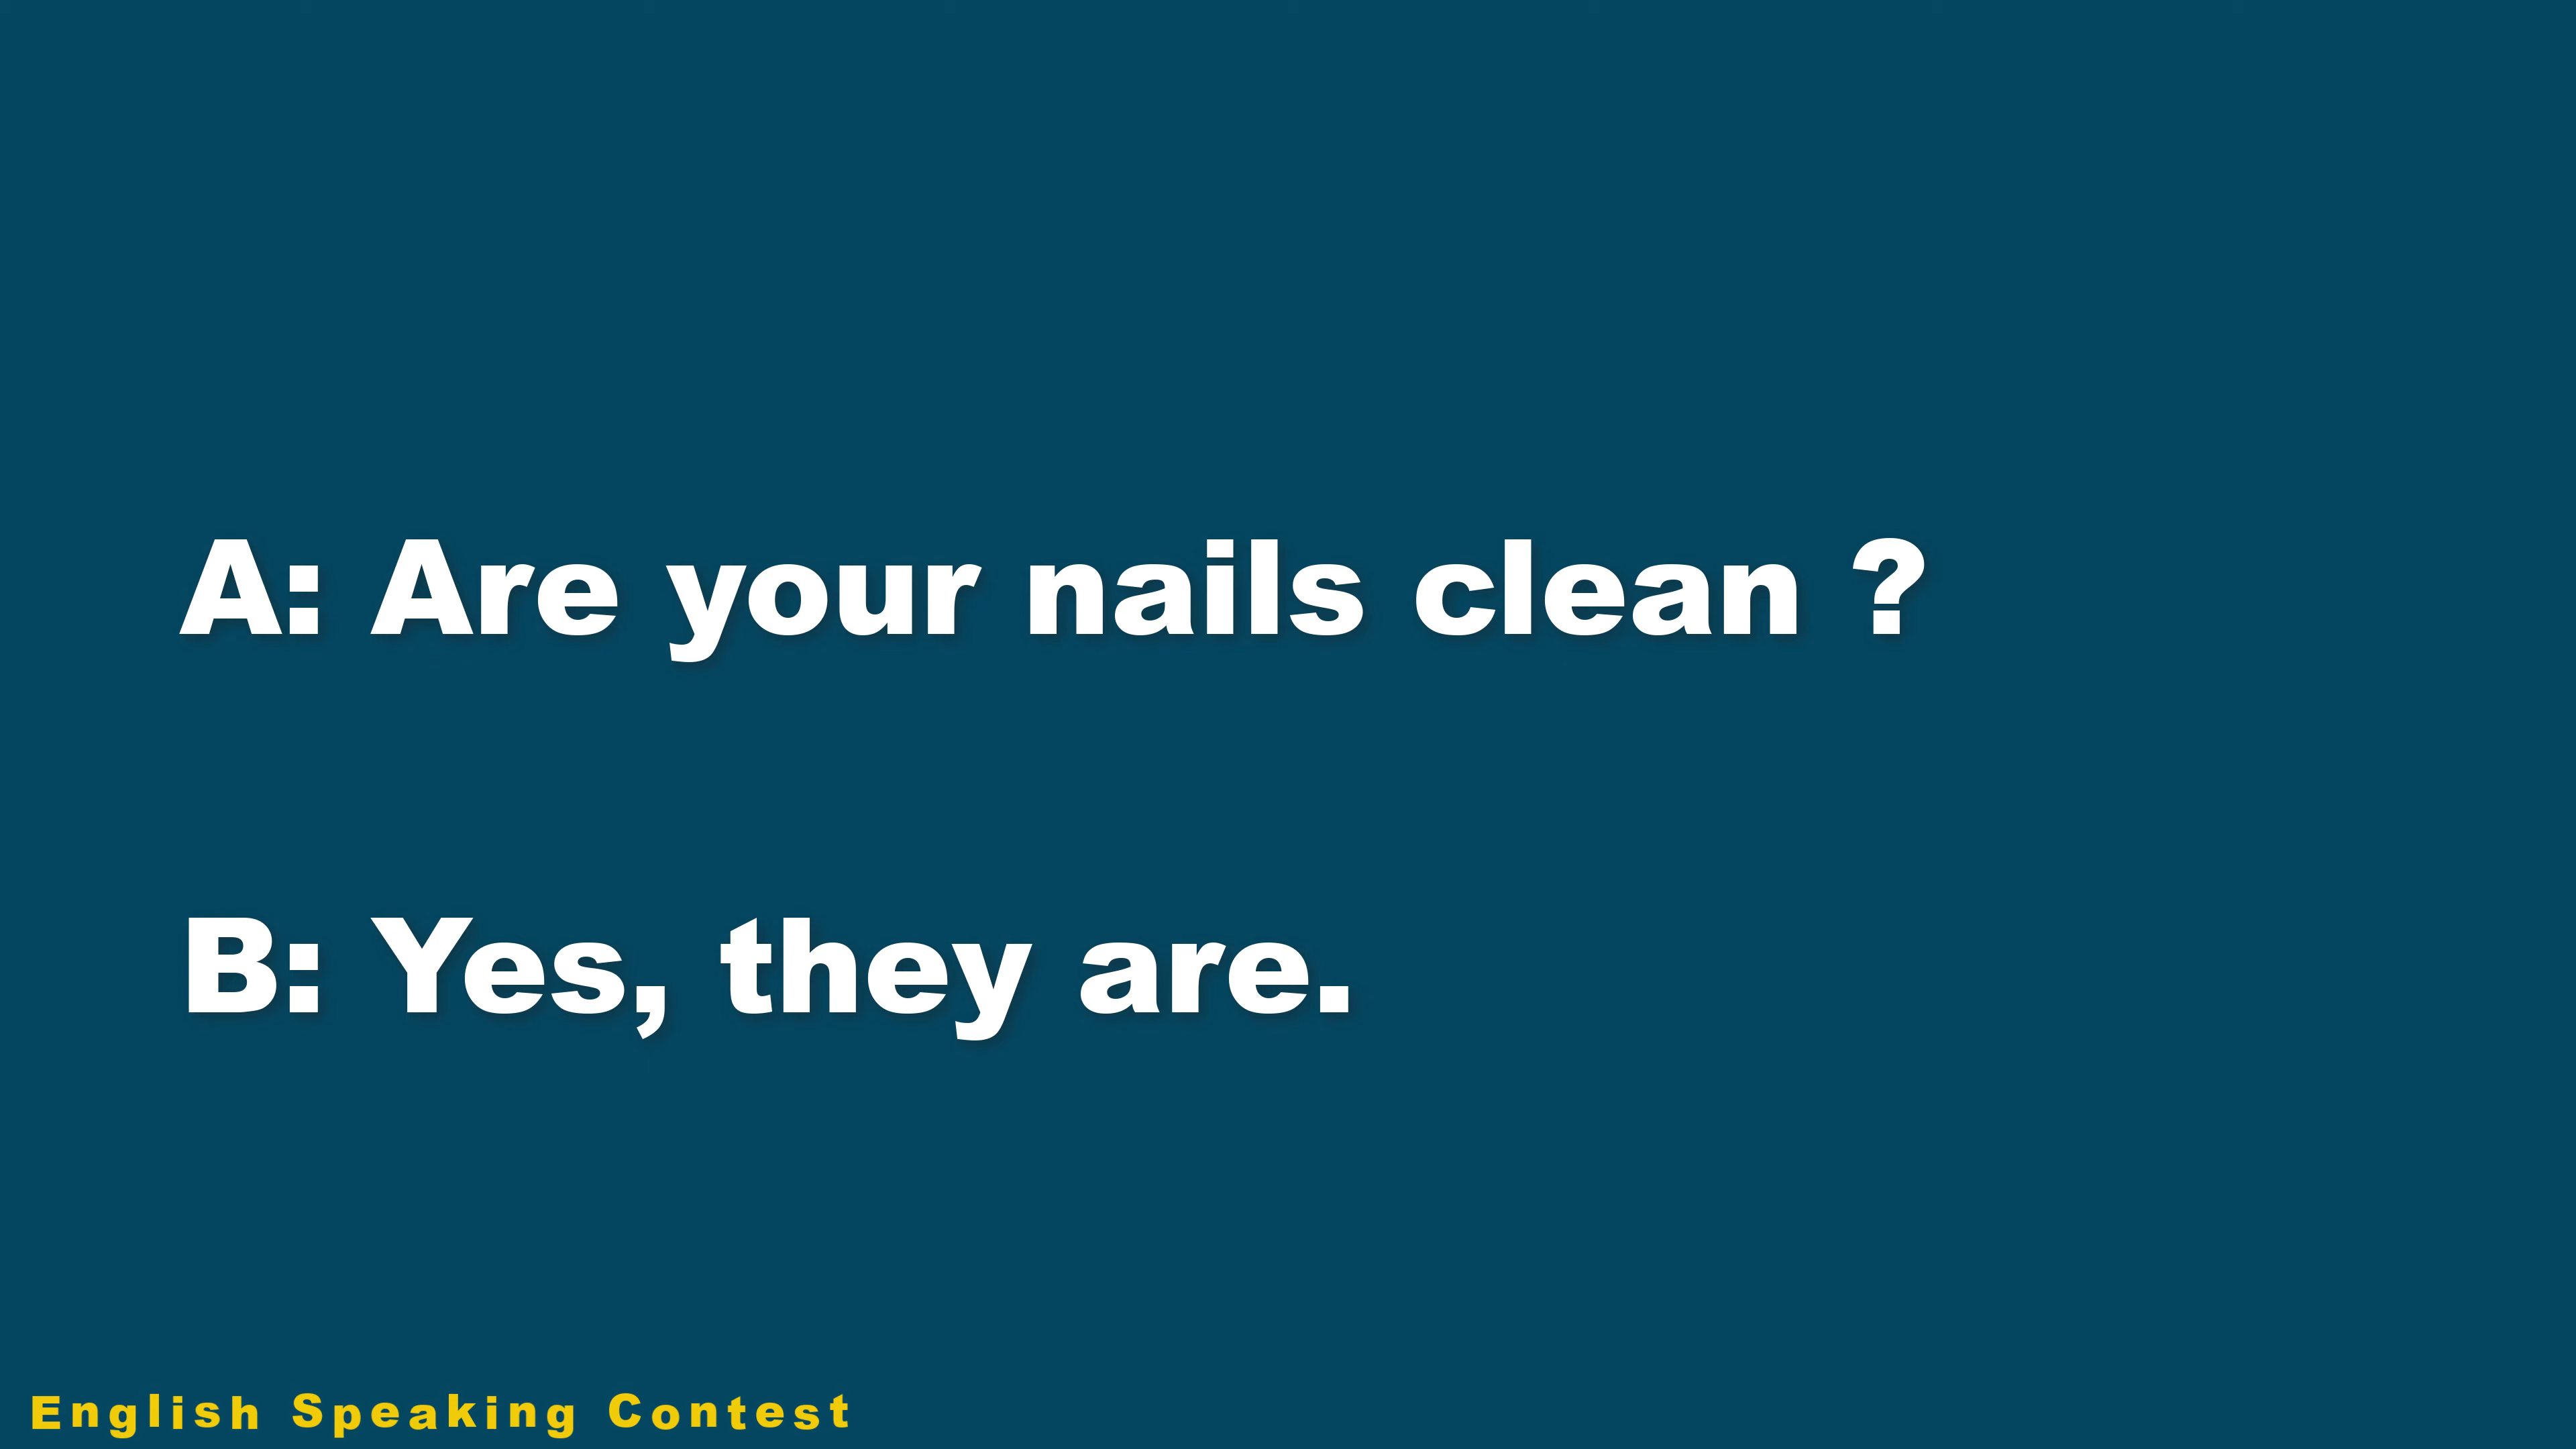 A: Are your nails clean ?
B: Yes, they are.
English Speaking Contest